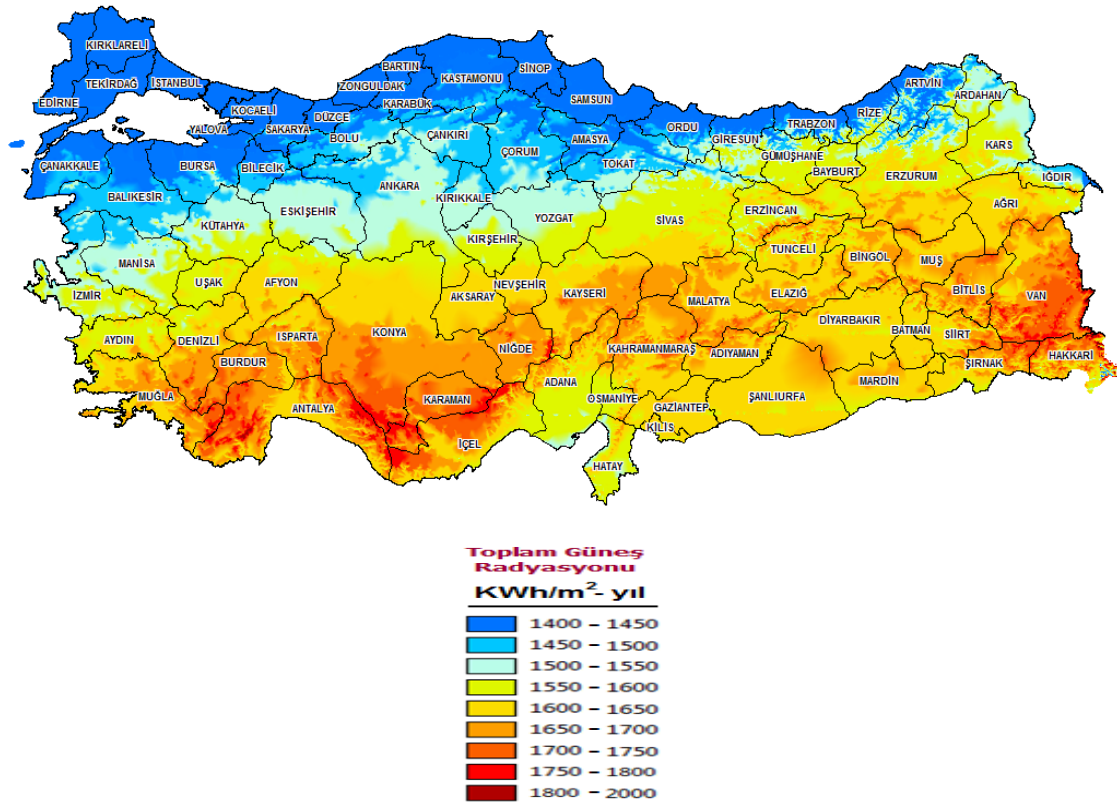 KIRKLARELİ
TEKİRDAĞ
İSTANBUL
EDİRNE
KOCAELİ
YALOVA
SAKARYA
DÜZCE
BOLU
ZONGULDAK
BARTIN
KARABÜK
KASTAMONU
SİNOP
SAMSUN
ÇANKIRI
ÇORUM
AMASYA
TOKAT
ORDU
GİRESUN
TRABZON
RİZE
ARTVİN
ARDAHAN
KARS
IĞDIR
GÜMÜŞHANE
BAYBURT
ERZURUM
AĞRI
ÇANAKKALE
BURSA
BİLECİK
BALIKESİR
KÜTAHYA
ESKİŞEHİR
ANKARA
KIRIKKALE
YOZGAT
KIRŞEHİR
SİVAS
ERZİNCAN
TUNCELİ
BİNGÖL
MUŞ
BİTLİS
VAN
MANİSA
İZMİR
UŞAK
AFYON
AKSARAY
NEVŞEHİR
KAYSERİ
MALATYA
ELAZIĞ
DİYARBAKIR
BATMAN
SİİRT
HAKKARİ
ŞIRNAK
AYDIN
DENİZLİ
ISPARTA
BURDUR
KONYA
NİĞDE
KAHRAMANMARAŞ
ADIYAMAN
MARDİN
MUĞLA
ANTALYA
KARAMAN
İÇEL
ADANA
OSMANİYE
GAZİANTEP
KİLİS
ŞANLIURFA
HATAY
Toplam Güneş
Radyasyonu
KWh/m²- yıl
1400 – 1450
1450 – 1500
1500 – 1550
1550 – 1600
1600 – 1650
1650 – 1700
1700 – 1750
1750 – 1800
1800 – 2000